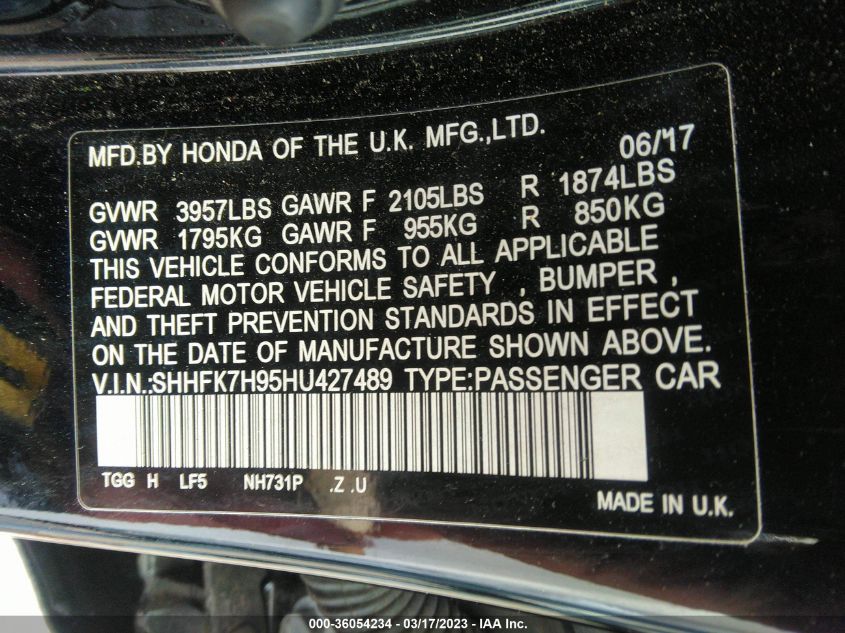 MFD.BY HONDA OF THE U.K. MFG.,LTD. 06/17
GVWR 3957LBS GAWR F 2105LBS R 1874LBS
GVWR 1795KG GAWR F 955KG R 850KG
THIS VEHICLE CONFORMS TO ALL APPLICABLE
FEDERAL MOTOR VEHICLE SAFETY , BUMPER ,
AND THEFT PREVENTION STANDARDS IN EFFECT
ON THE DATE OF MANUFACTURE SHOWN ABOVE.
V.I.N.:SHHFK7H95HU427489 TYPE:PASSENGER CAR
TGG H LF5 NH731P .Z .U
MADE IN U.K.
000-36054234 - 03/17/2023 - IAA Inc.